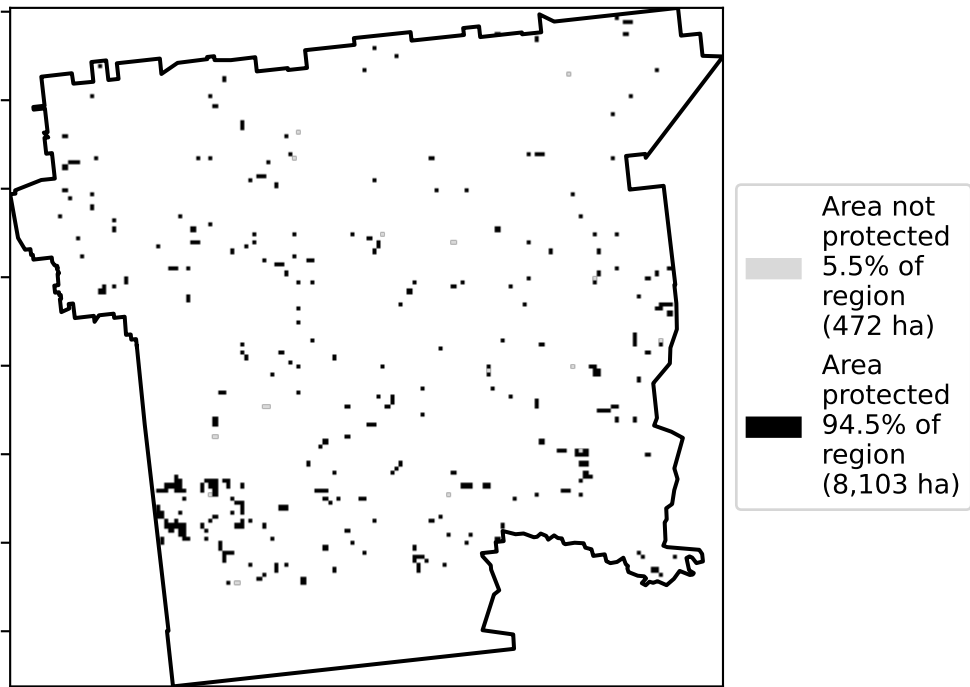 Area not
protected
5.5% of
region
(472 ha)
Area
protected
94.5% of
region
(8,103 ha)